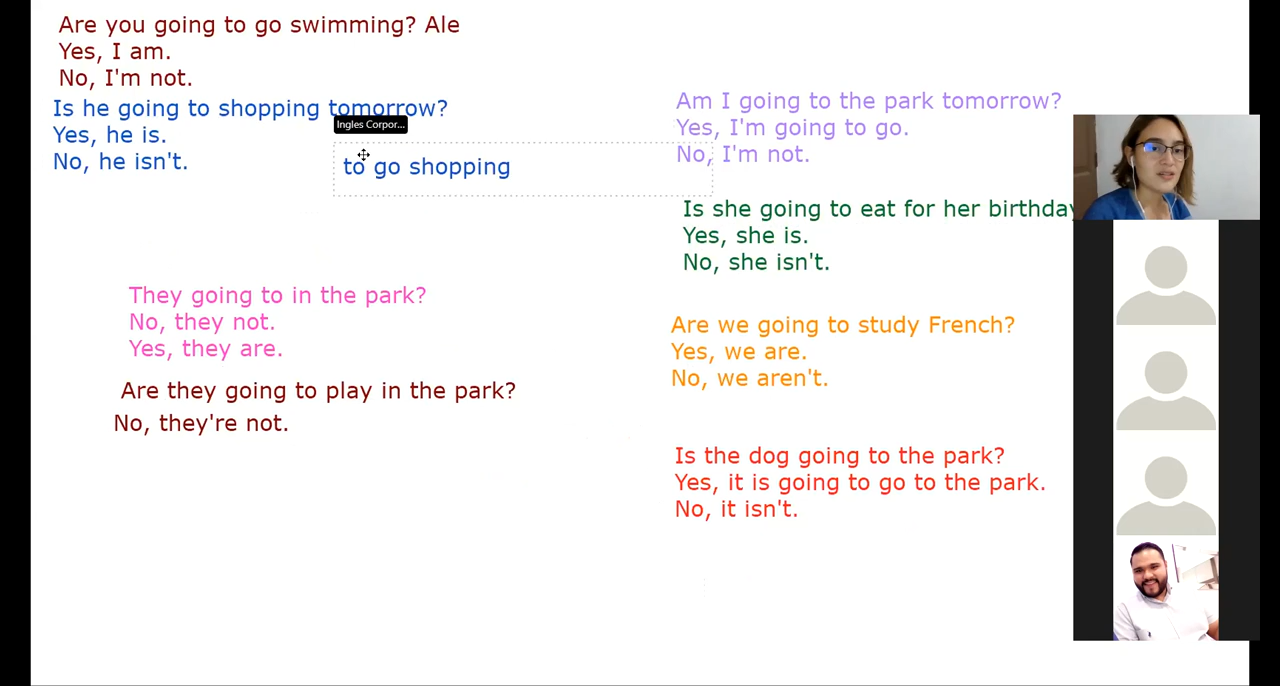 Are you going to go swimming? Ale
Yes, I am.
No, I'm not.
Is he going to shopping tomorrow?
Yes, he is.
No, he isn't.
Ingles Corpor...
to go shopping
They going to in the park?
No, they not.
Yes, they are.
Are they going to play in the park?
No, they're not.
Am I going to the park tomorrow?
Yes, I'm going to go.
No, I'm not.
Is she going to eat for her birthday
Yes, she is.
No, she isn't.
Are we going to study French?
Yes, we are.
No, we aren't.
Is the dog going to the park?
Yes, it is going to go to the park.
No, it isn't.